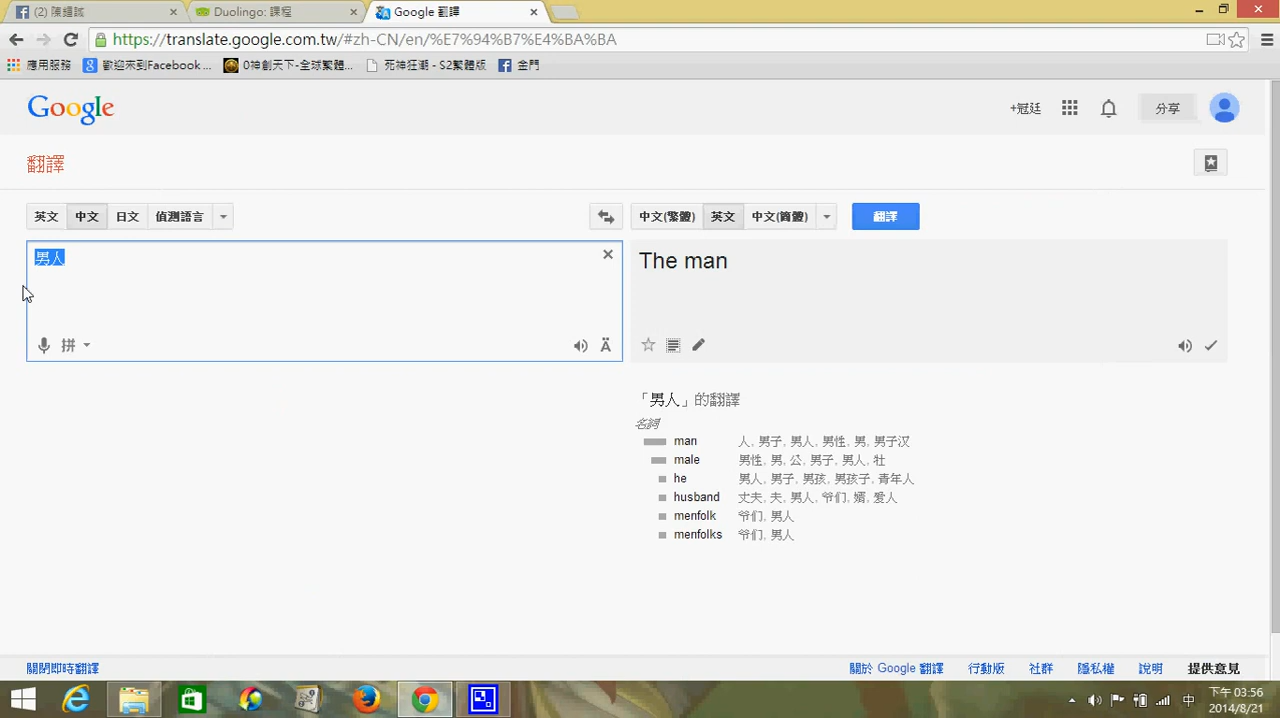 (2) 陳縉誠
Duolingo: 課程
Google 翻譯
https://translate.google.com.tw/#zh-CN/en/%E7%94%B7%E4%BA%BA
應用服務
歡迎來到Facebook ...
0神創天下-全球繁體...
死神狂潮 - S2繁體版
金門
Google
+冠廷
分享
翻譯
英文
中文
日文
偵測語言
中文(繁體)
英文
中文(簡體)
翻譯
男人
The man
拼
Ä
「男人」的翻譯
名詞
man 人, 男子, 男人, 男性, 男, 男子汉
male 男性, 男, 公, 男子, 男人, 牡
he 男人, 男子, 男孩, 男孩子, 青年人
husband 丈夫, 夫, 男人, 爷们, 婿, 爱人
menfolk 爷们, 男人
menfolks 爷们, 男人
關閉即時翻譯
關於 Google 翻譯
行動版
社群
隱私權
說明
提供意見
中
下午 03:56
2014/8/21